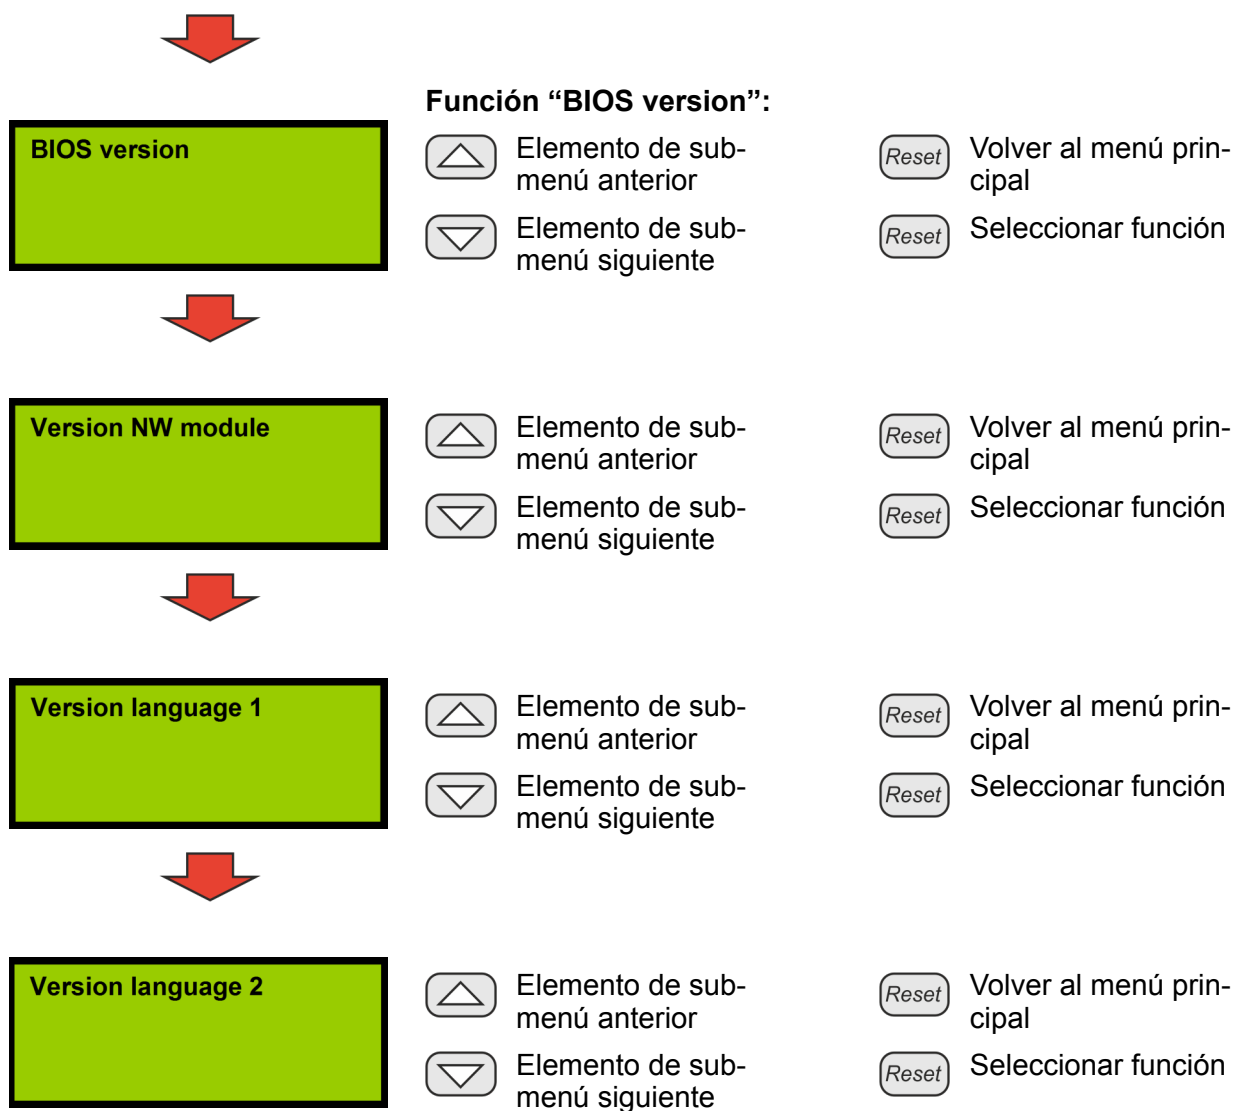 Función “BIOS version”:
BIOS version
Elemento de sub-
menú anterior
Reset
Volver al menú prin-
cipal
Elemento de sub-
menú siguiente
Reset
Seleccionar función
Version NW module
Elemento de sub-
menú anterior
Reset
Volver al menú prin-
cipal
Elemento de sub-
menú siguiente
Reset
Seleccionar función
Version language 1
Elemento de sub-
menú anterior
Reset
Volver al menú prin-
cipal
Elemento de sub-
menú siguiente
Reset
Seleccionar función
Version language 2
Elemento de sub-
menú anterior
Reset
Volver al menú prin-
cipal
Elemento de sub-
menú siguiente
Reset
Seleccionar función